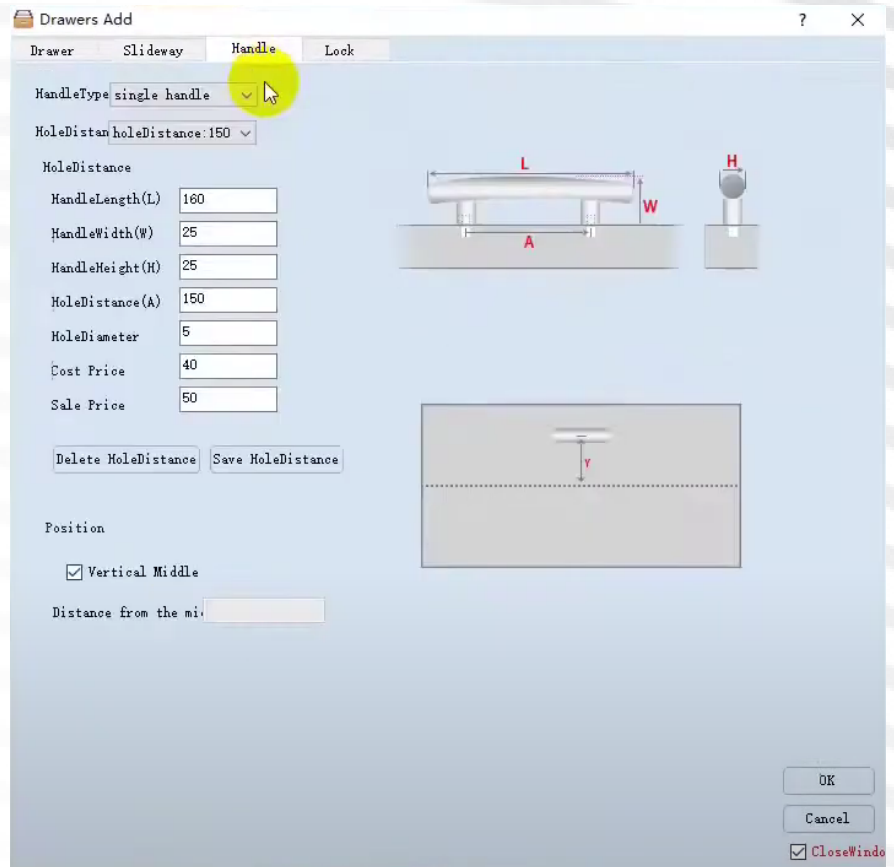 Drawers Add ?
Drawer Slideway Handle Lock
HandleType single handle
HoleDistan holeDistance:150
HoleDistance
HandleLength(L) 160
HandleWidth(W) 25
HandleHeight(H) 25
HoleDistance(A) 150
HoleDiameter 5
Cost Price 40
Sale Price 50
Delete HoleDistance Save HoleDistance
Position
Vertical Middle
Distance from the mi
L
H
W
A
Y
OK
Cancel
CloseWindo